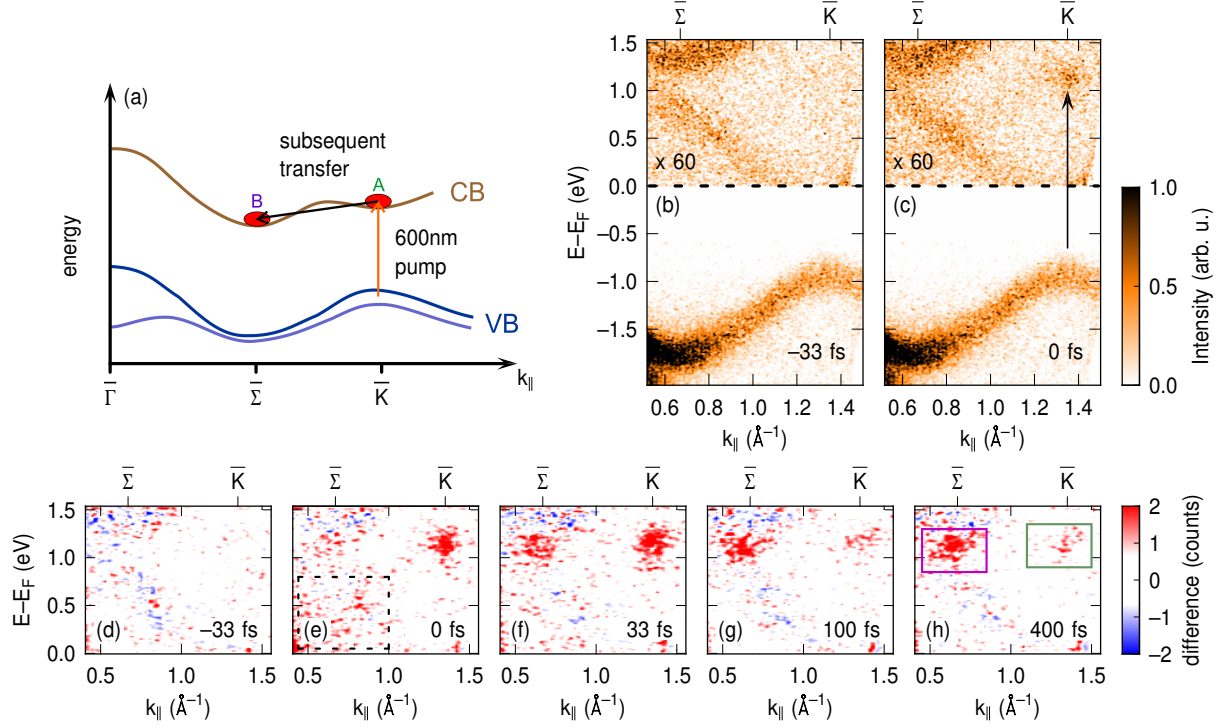 (a)
energy
subsequent
transfer
B
A
CB
600nm
pump
VB
k∥
Γ̅
Σ̅
K̅
Σ̅
K̅
Σ̅
K̅
E−EF (eV)
1.5
1.0
0.5
0.0
−0.5
−1.0
−1.5
x 60
x 60
(b)
(c)
−33 fs
0 fs
0.6 0.8 1.0 1.2 1.4
0.6 0.8 1.0 1.2 1.4
k∥ (Å⁻¹)
k∥ (Å⁻¹)
1.0
0.5
0.0
Intensity (arb. u.)
Σ̅ K̅
Σ̅ K̅
Σ̅ K̅
Σ̅ K̅
Σ̅ K̅
E−EF (eV)
1.5
1.0
0.5
0.0
(d) −33 fs
(e) 0 fs
(f) 33 fs
(g) 100 fs
(h) 400 fs
0.5 1.0 1.5
0.5 1.0 1.5
0.5 1.0 1.5
0.5 1.0 1.5
0.5 1.0 1.5
k∥ (Å⁻¹)
k∥ (Å⁻¹)
k∥ (Å⁻¹)
k∥ (Å⁻¹)
k∥ (Å⁻¹)
2
1
0
−1
−2
difference (counts)